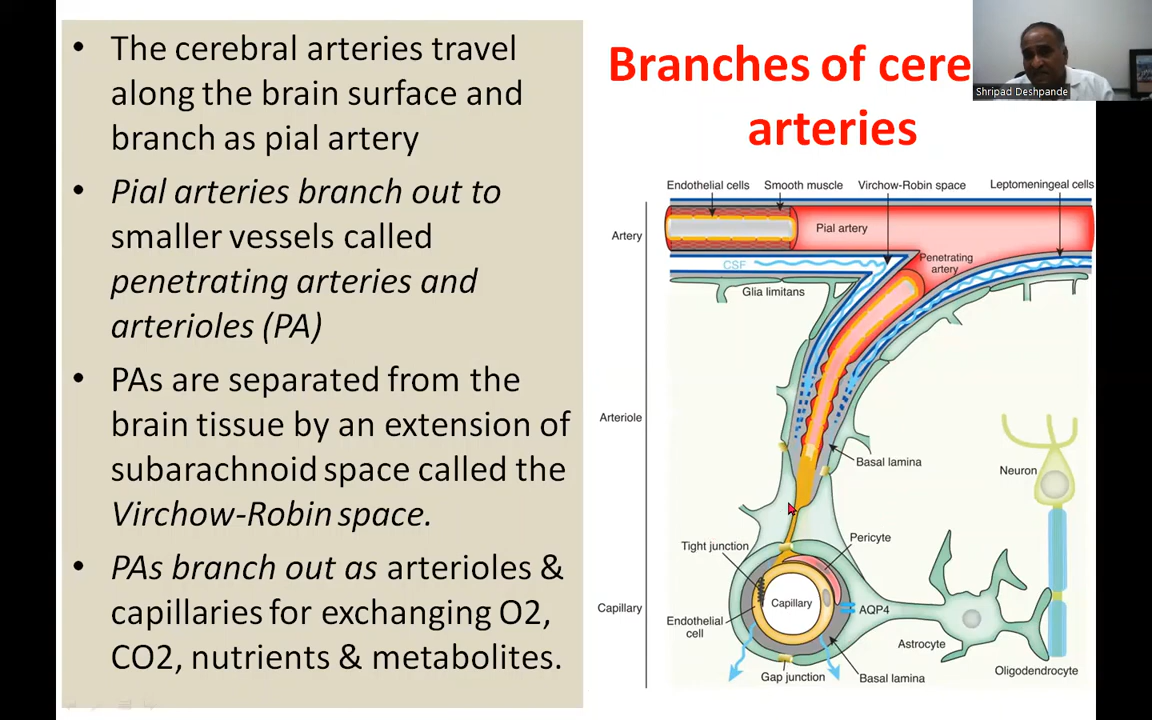 • The cerebral arteries travel
along the brain surface and
branch as pial artery
• Pial arteries branch out to
smaller vessels called
penetrating arteries and
arterioles (PA)
• PAs are separated from the
brain tissue by an extension of
subarachnoid space called the
Virchow-Robin space.
• PAs branch out as arterioles &
capillaries for exchanging O2,
CO2, nutrients & metabolites.
Branches of cere
arteries
Shripad Deshpande
Endothelial cells
Smooth muscle
Virchow-Robin space
Leptomeningeal cells
Artery
Pial artery
CSF
Penetrating
artery
Glia limitans
Arteriole
Basal lamina
Neuron
Tight junction
Pericyte
Capillary
Capillary
AQP4
Endothelial
cell
Astrocyte
Gap junction
Basal lamina
Oligodendrocyte